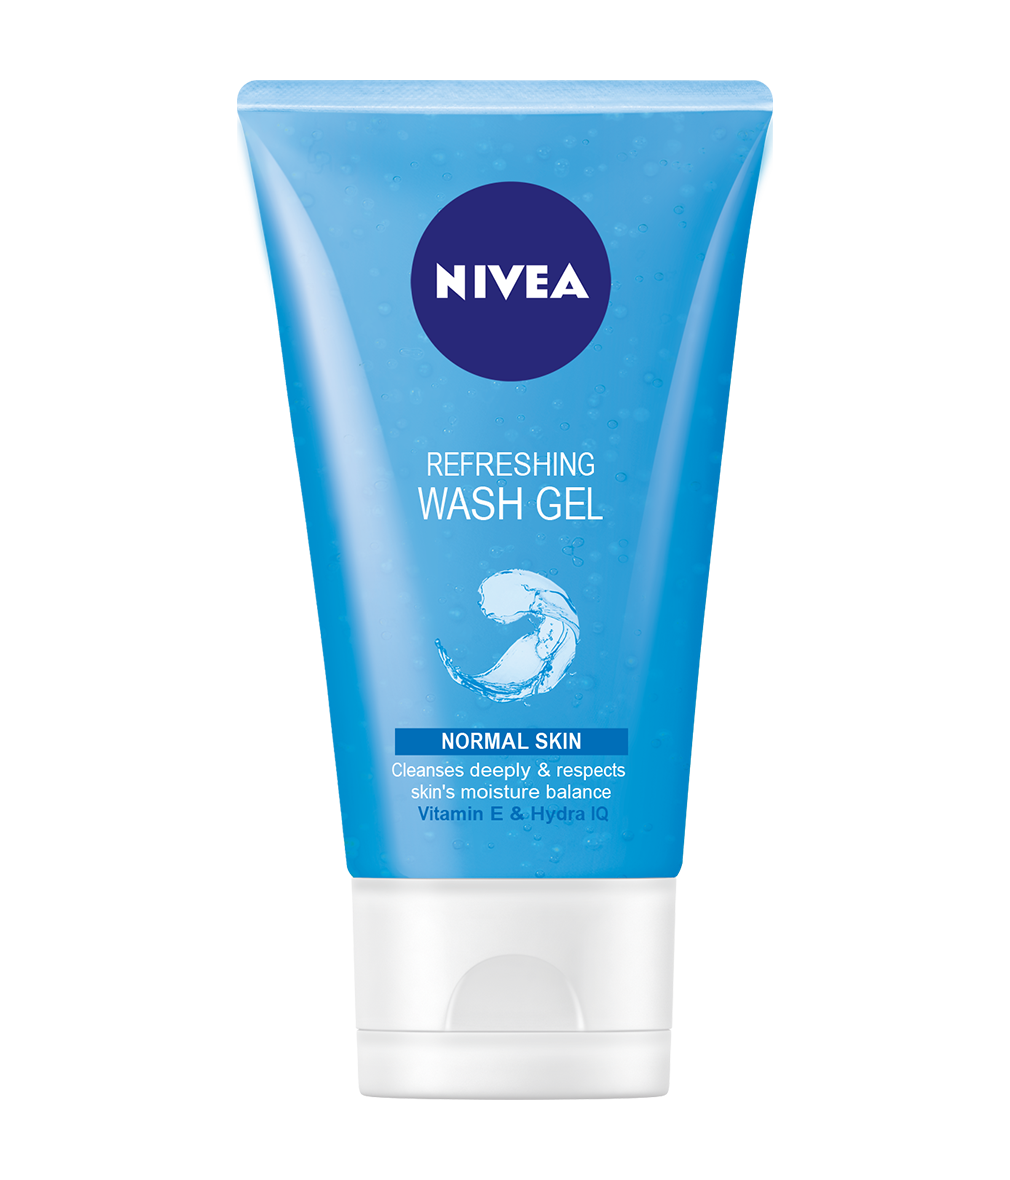 NIVEA
REFRESHING
WASH GEL
NORMAL SKIN
Cleanses deeply & respects
skin's moisture balance
Vitamin E & Hydra IQ